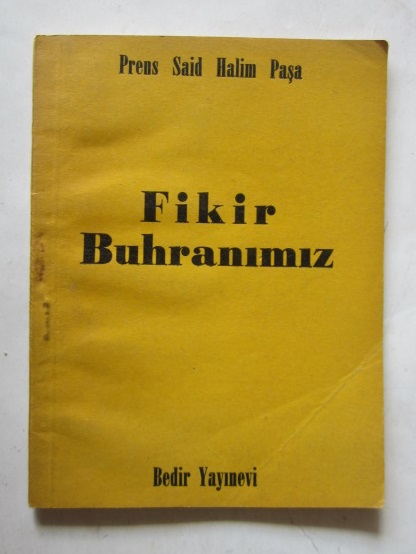 Prens Said Halim Paşa
Fikir
Buhranımız
Bedir Yayınevi